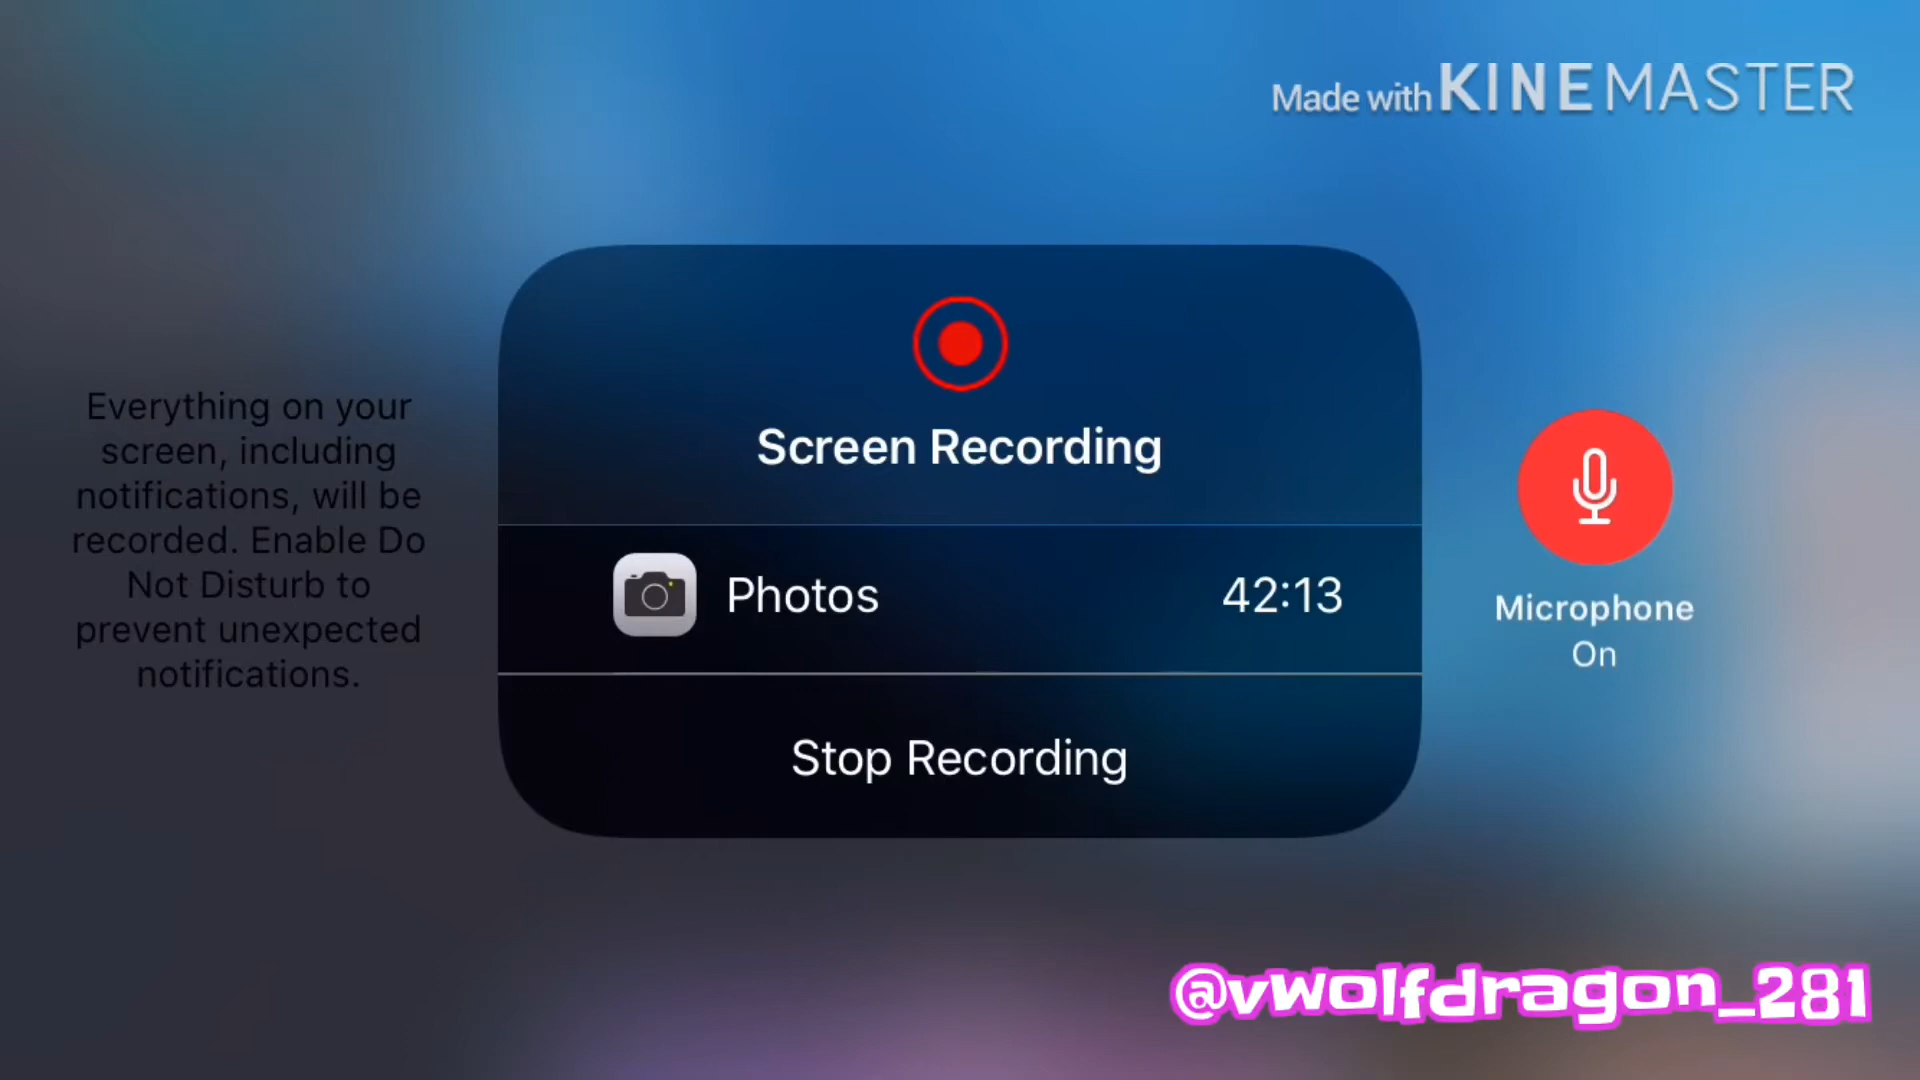 Made with KINEMASTER
Screen Recording
Everything on your
screen, including
notifications, will be
recorded. Enable Do
Not Disturb to
prevent unexpected
notifications.
Photos 42:13
Microphone
On
Stop Recording
@vwolfdragon_281